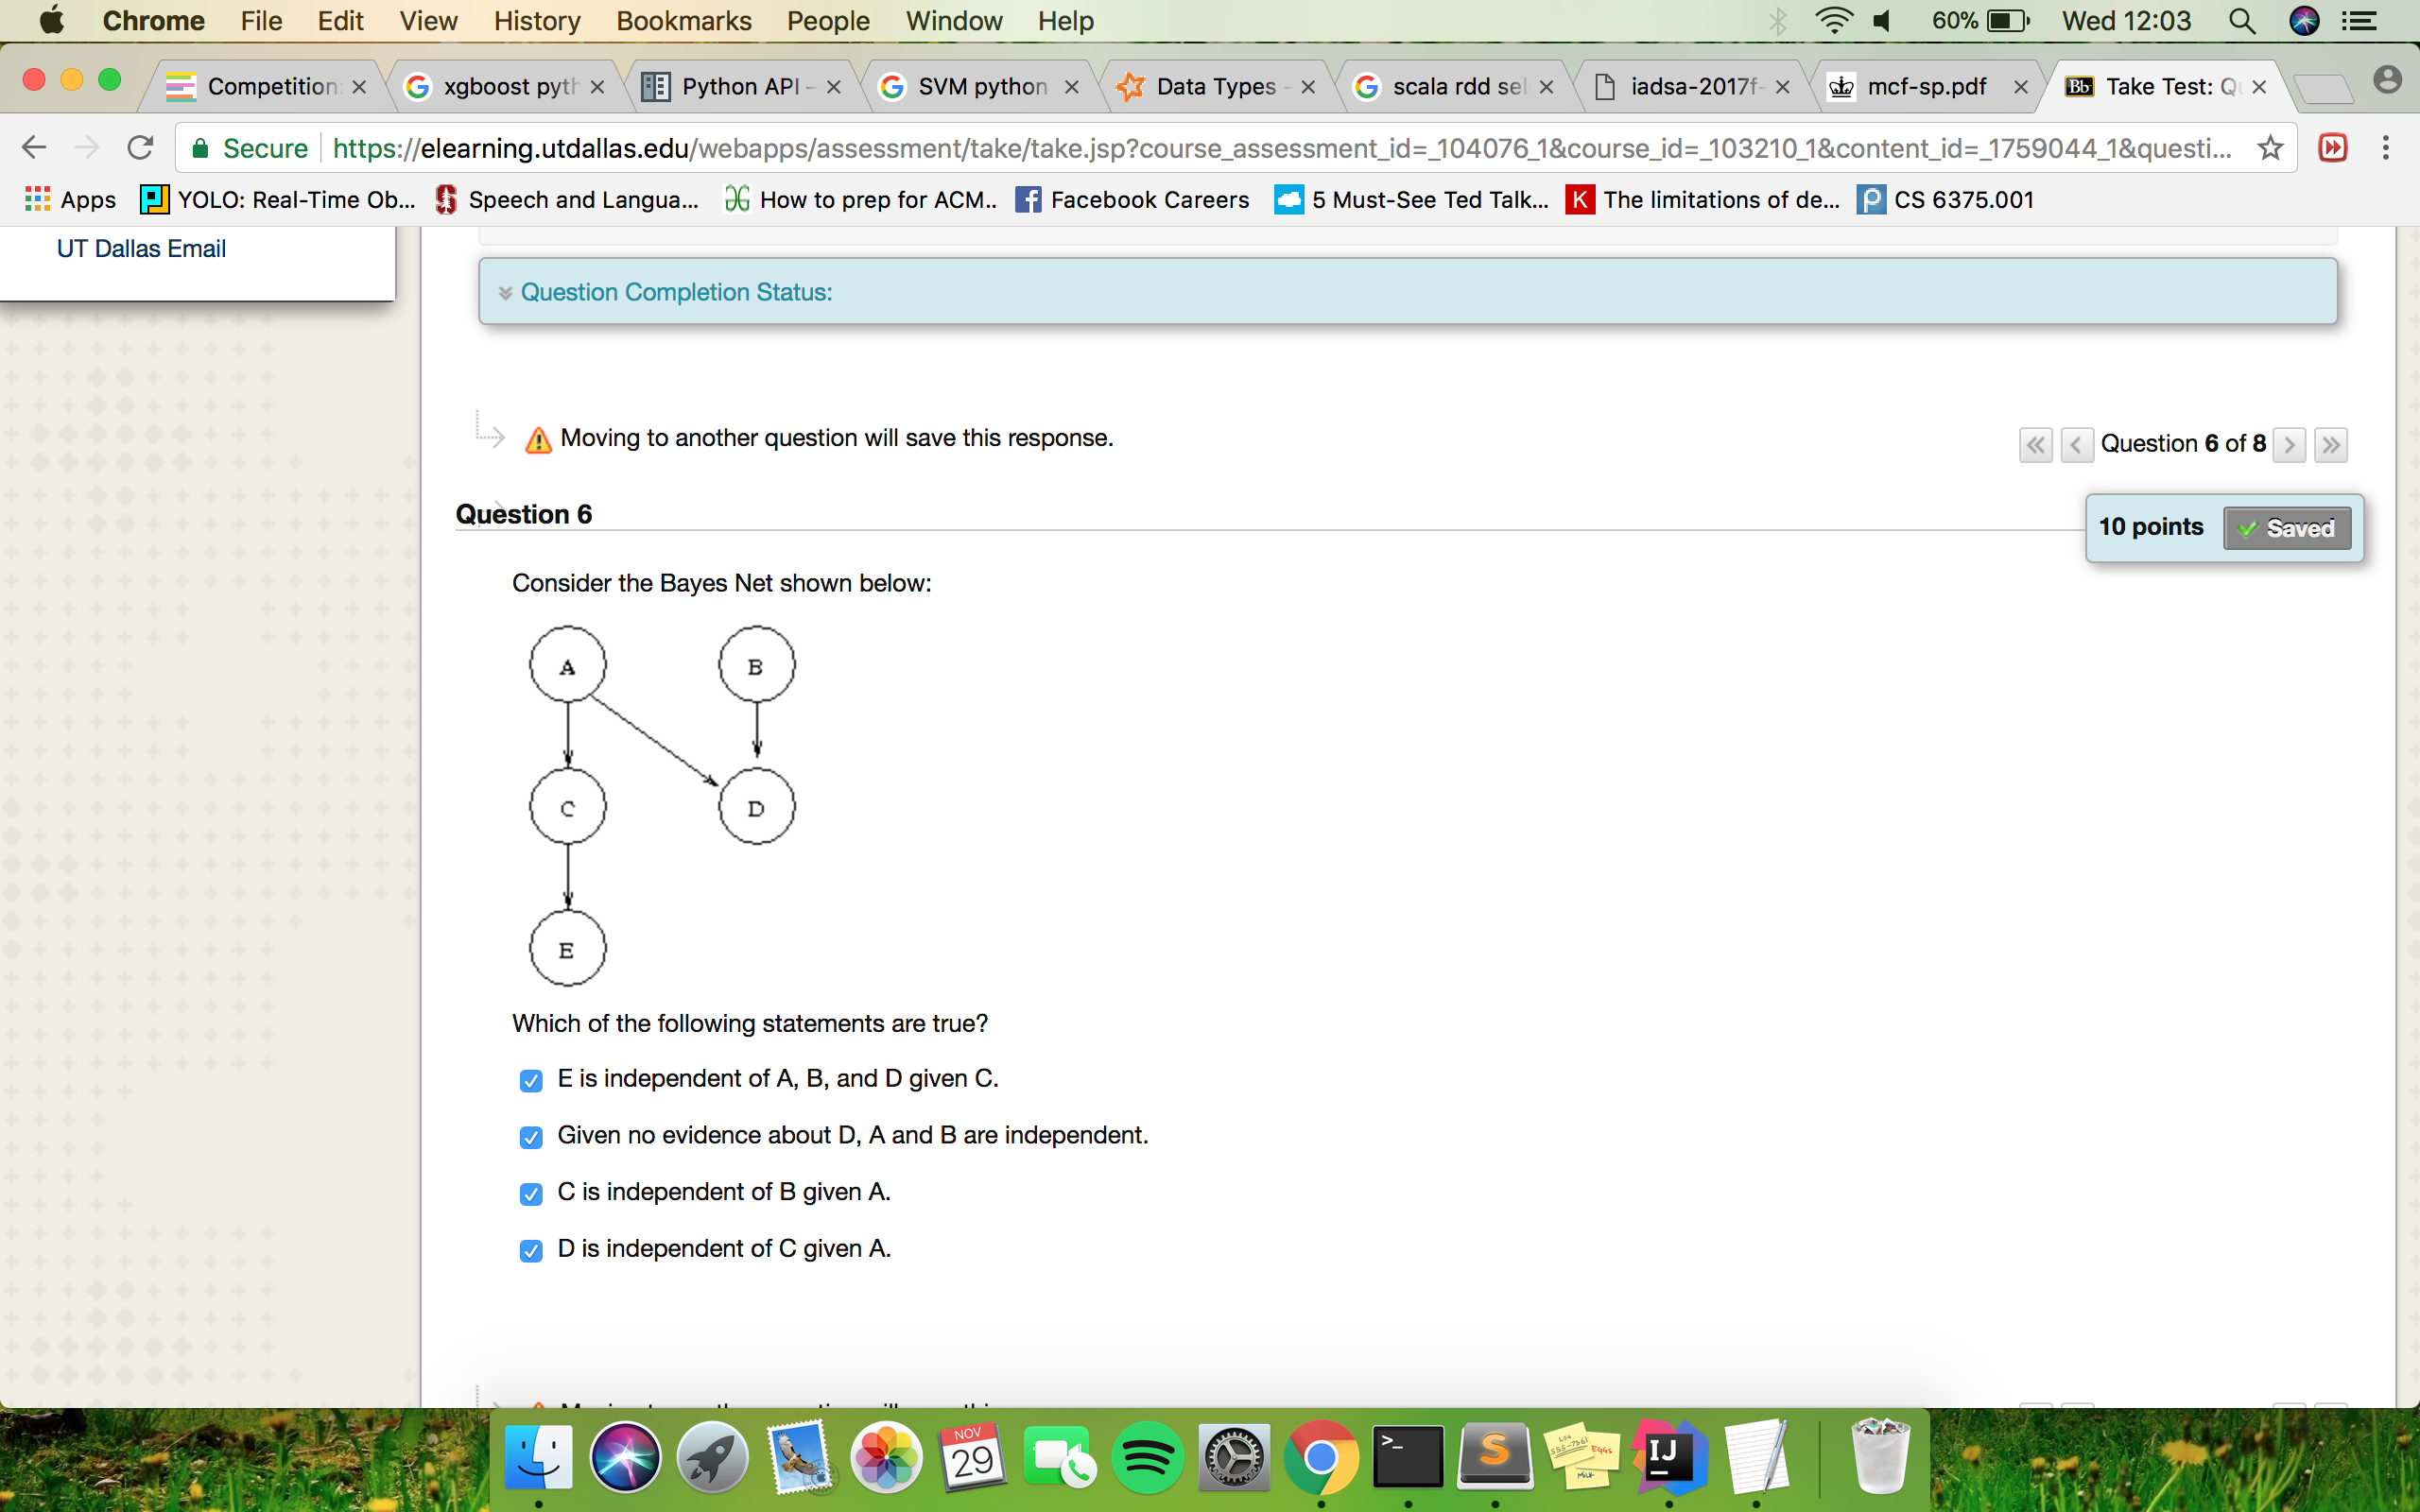 Chrome File Edit View History Bookmarks People Window Help 60% Wed 12:03
Competition xgboost pyth Python API - SVM python Data Types - scala rdd sel iadsa-2017f- mcf-sp.pdf Bb Take Test: Q
Secure https://elearning.utdallas.edu/webapps/assessment/take/take.jsp?course_assessment_id=_104076_1&course_id=_103210_1&content_id=_1759044_1&questi...
Apps YOLO: Real-Time Ob... Speech and Langua... How to prep for ACM.. Facebook Careers 5 Must-See Ted Talk... K The limitations of de... CS 6375.001
UT Dallas Email
Question Completion Status:
Moving to another question will save this response.
Question 6 of 8
Question 6
10 points Saved
Consider the Bayes Net shown below:
A B
C D
E
Which of the following statements are true?
E is independent of A, B, and D given C.
Given no evidence about D, A and B are independent.
C is independent of B given A.
D is independent of C given A.
NOV
29
>_
S
IJ